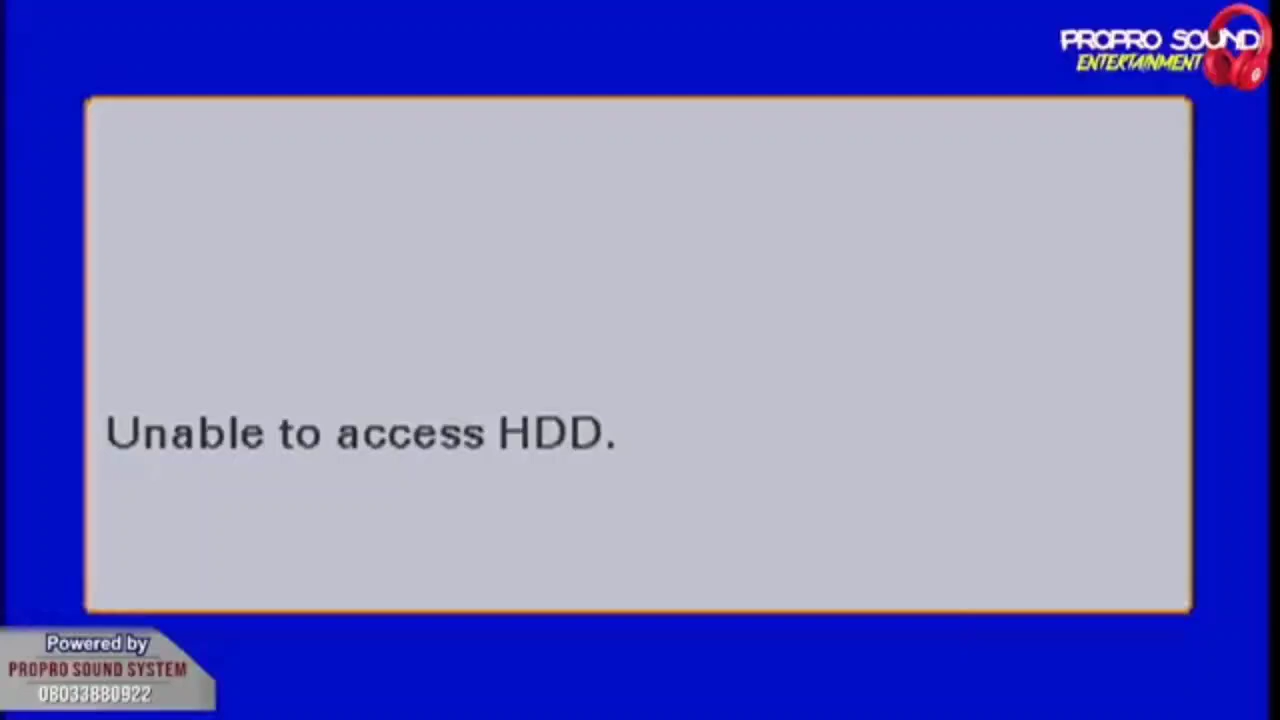 PROPRO SOUND
ENTERTAINMENT
Unable to access HDD.
Powered by
PROPRO SOUND SYSTEM
08033880922